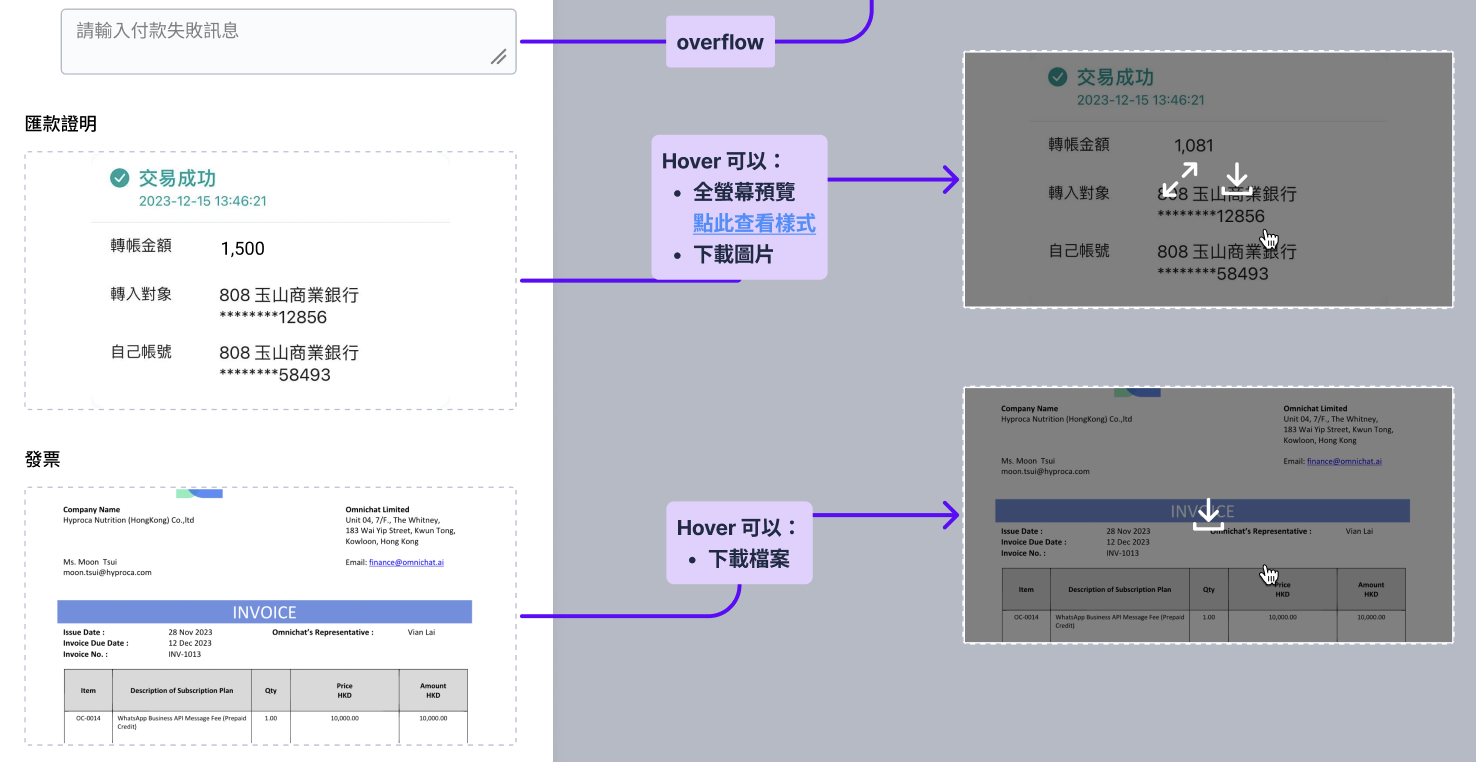 請輸入付款失敗訊息
匯款證明
交易成功
2023-12-15 13:46:21
轉帳金額 1,500
轉入對象 808 玉山商業銀行
********12856
自己帳號 808 玉山商業銀行
********58493
發票
Company Name Omnichat Limited
Hyproca Nutrition (HongKong) Co.,ltd Unit 04, 7/F., The Whitney,
183 Wai Yip Street, Kwun Tong,
Kowloon, Hong Kong
Ms. Moon Tsui Email: finance@omnichat.ai
moon.tsui@hyproca.com
INVOICE
Issue Date : 28 Nov 2023 Omnichat's Representative : Vian Lai
Invoice Due Date : 12 Dec 2023
Invoice No. : INV-1013
Item Description of Subscription Plan Qty Price HKD Amount HKD
OC-0014 WhatsApp Business API Message Fee (Prepaid 1.00 10,000.00 10,000.00
Credit)
overflow
Hover 可以：
• 全螢幕預覽
點此查看樣式
• 下載圖片
Hover 可以：
• 下載檔案
交易成功
2023-12-15 13:46:21
轉帳金額 1,081
轉入對象 808 玉山商業銀行
********12856
自己帳號 808 玉山商業銀行
********58493
Company Name Omnichat Limited
Hyproca Nutrition (HongKong) Co.,ltd Unit 04, 7/F., The Whitney,
183 Wai Yip Street, Kwun Tong,
Kowloon, Hong Kong
Ms. Moon Tsui Email: finance@omnichat.ai
moon.tsui@hyproca.com
INVOICE
Issue Date : 28 Nov 2023 Omnichat's Representative : Vian Lai
Invoice Due Date : 12 Dec 2023
Invoice No. : INV-1013
Item Description of Subscription Plan Qty Price HKD Amount HKD
OC-0014 WhatsApp Business API Message Fee (Prepaid 1.00 10,000.00 10,000.00
Credit)